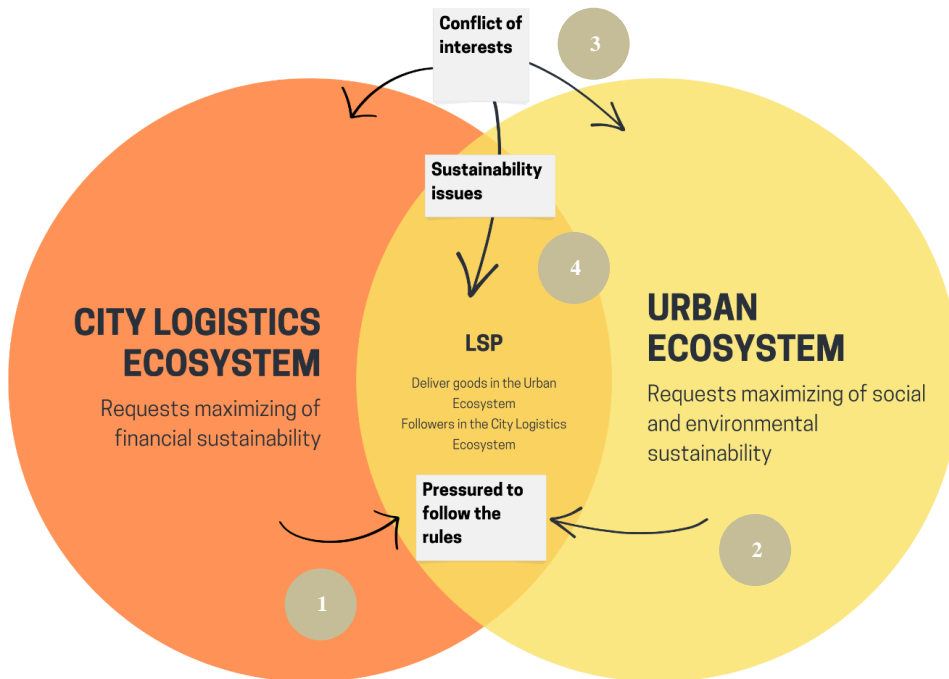 Conflict of
interests
3
Sustainability
issues
4
CITY LOGISTICS
ECOSYSTEM
Requests maximizing of
financial sustainability
LSP
Deliver goods in the Urban
Ecosystem
Followers in the City Logistics
Ecosystem
URBAN
ECOSYSTEM
Requests maximizing of social
and environmental
sustainability
Pressured to
follow the
rules
1
2